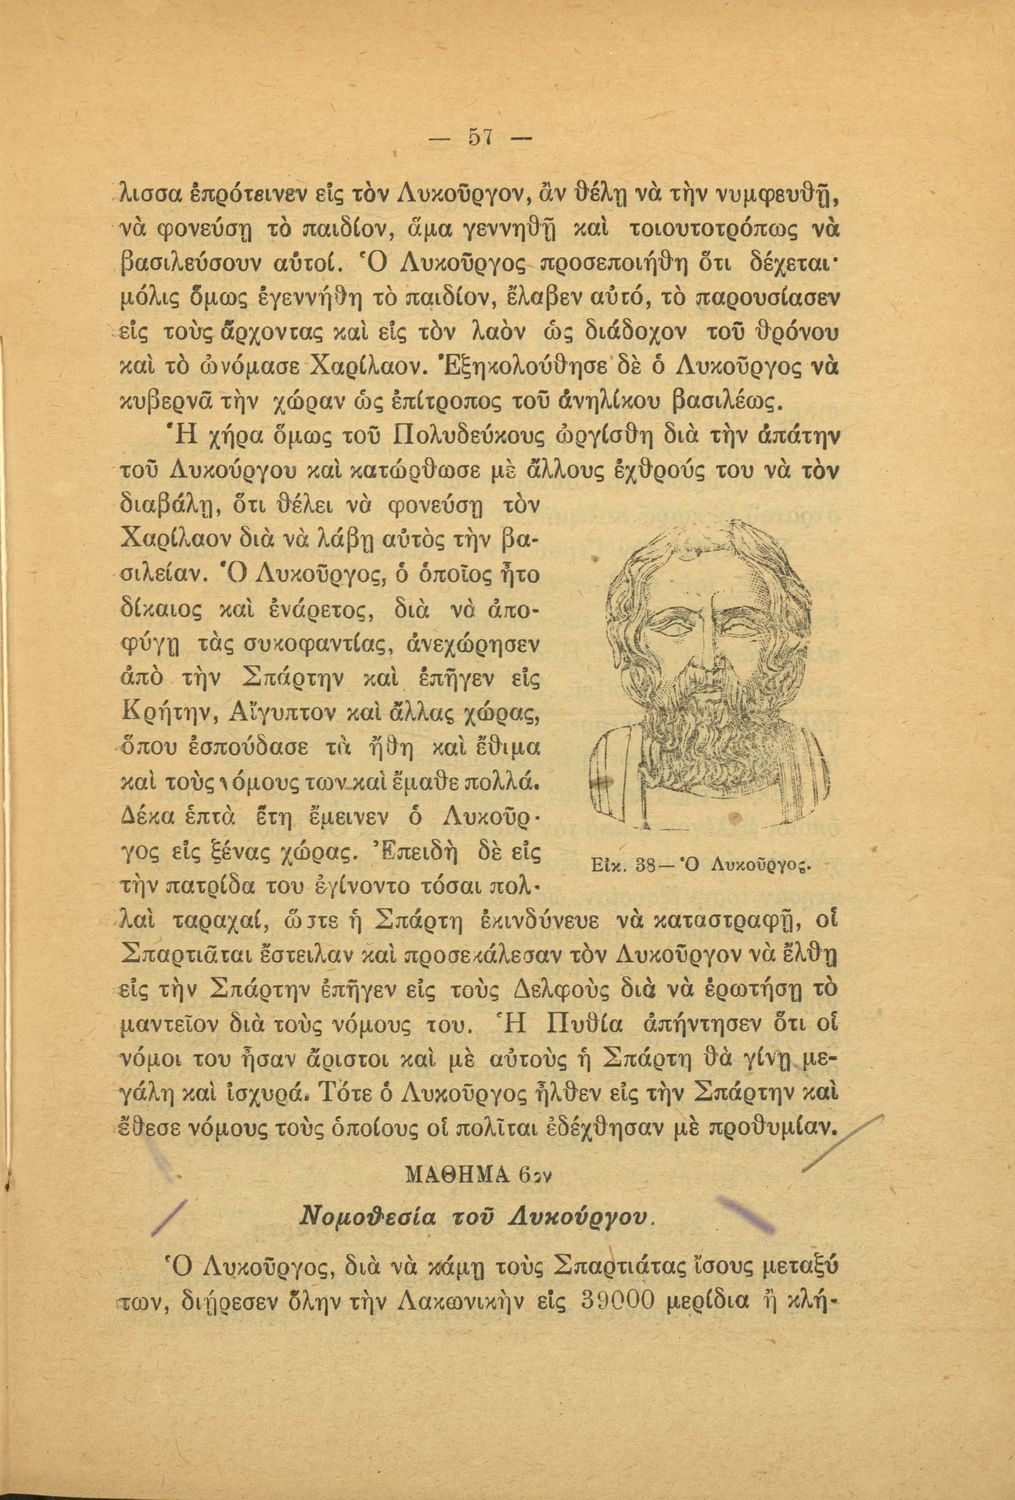 — 57 —
λισσα ἐπρότεινεν εἰς τὸν Λυκοῦργον, ἂν θέλῃ νὰ τὴν νυμφευθῇ,
νὰ φονεύσῃ τὸ παιδίον, ἅμα γεννηθῇ καὶ τοιουτοτρόπως νὰ
βασιλεύσουν αὐτοί. Ὁ Λυκοῦργος προσεποιήθη ὅτι δέχεται·
μόλις ὅμως ἐγεννήθη τὸ παιδίον, ἔλαβεν αὐτό, τὸ παρουσίασεν
εἰς τοὺς ἄρχοντας καὶ εἰς τὸν λαὸν ὡς διάδοχον τοῦ θρόνου
καὶ τὸ ὠνόμασε Χαρίλαον. Ἐξηκολούθησε δὲ ὁ Λυκοῦργος νὰ
κυβερνᾶ τὴν χώραν ὡς ἐπίτροπος τοῦ ἀνηλίκου βασιλέως.
Ἡ χήρα ὅμως τοῦ Πολυδεύκους ὠργίσθη διὰ τὴν ἀπάτην
τοῦ Λυκούργου καὶ κατώρθωσε μὲ ἄλλους ἐχθρούς του νὰ τὸν
διαβάλῃ, ὅτι θέλει νὰ φονεύσῃ τὸν
Χαρίλαον διὰ νὰ λάβῃ αὐτὸς τὴν βα-
σιλείαν. Ὁ Λυκοῦργος, ὁ ὁποῖος ἦτο
δίκαιος καὶ ἐνάρετος, διὰ νὰ ἀπο-
φύγῃ τὰς συκοφαντίας, ἀνεχώρησεν
ἀπὸ τὴν Σπάρτην καὶ ἐπῆγεν εἰς
Κρήτην, Αἴγυπτον καὶ ἄλλας χώρας,
ὅπου ἐσπούδασε τὰ ἤθη καὶ ἔθιμα
καὶ τοὺς νόμους των καὶ ἔμαθε πολλά.
Δέκα ἑπτὰ ἔτη ἔμεινεν ὁ Λυκοῦρ-
γος εἰς ξένας χώρας. Ἐπειδὴ δὲ εἰς
τὴν πατρίδα του ἐγίνοντο τόσαι πολ-
Εἰκ. 38—Ὁ Λυκοῦργος.
λαὶ ταραχαί, ὥστε ἡ Σπάρτη ἐκινδύνευε νὰ καταστραφῇ, οἱ
Σπαρτιᾶται ἔστειλαν καὶ προσεκάλεσαν τὸν Λυκοῦργον νὰ ἔλθῃ
εἰς τὴν Σπάρτην ἐπῆγεν εἰς τοὺς Δελφοὺς διὰ νὰ ἐρωτήσῃ τὸ
μαντεῖον διὰ τοὺς νόμους του. Ἡ Πυθία ἀπήντησεν ὅτι οἱ
νόμοι του ἦσαν ἄριστοι καὶ μὲ αὐτοὺς ἡ Σπάρτη θὰ γίνῃ με-
γάλη καὶ ἰσχυρά. Τότε ὁ Λυκοῦργος ἦλθεν εἰς τὴν Σπάρτην καὶ
ἔθεσε νόμους τοὺς ὁποίους οἱ πολῖται ἐδέχθησαν μὲ προθυμίαν.
ΜΑΘΗΜΑ 6ον
Νομοθεσία τοῦ Λυκούργου.
Ὁ Λυκοῦργος, διὰ νὰ κάμῃ τοὺς Σπαρτιάτας ἴσους μεταξύ
των, διῄρεσεν ὅλην τὴν Λακωνικὴν εἰς 39000 μερίδια ἢ κλή-